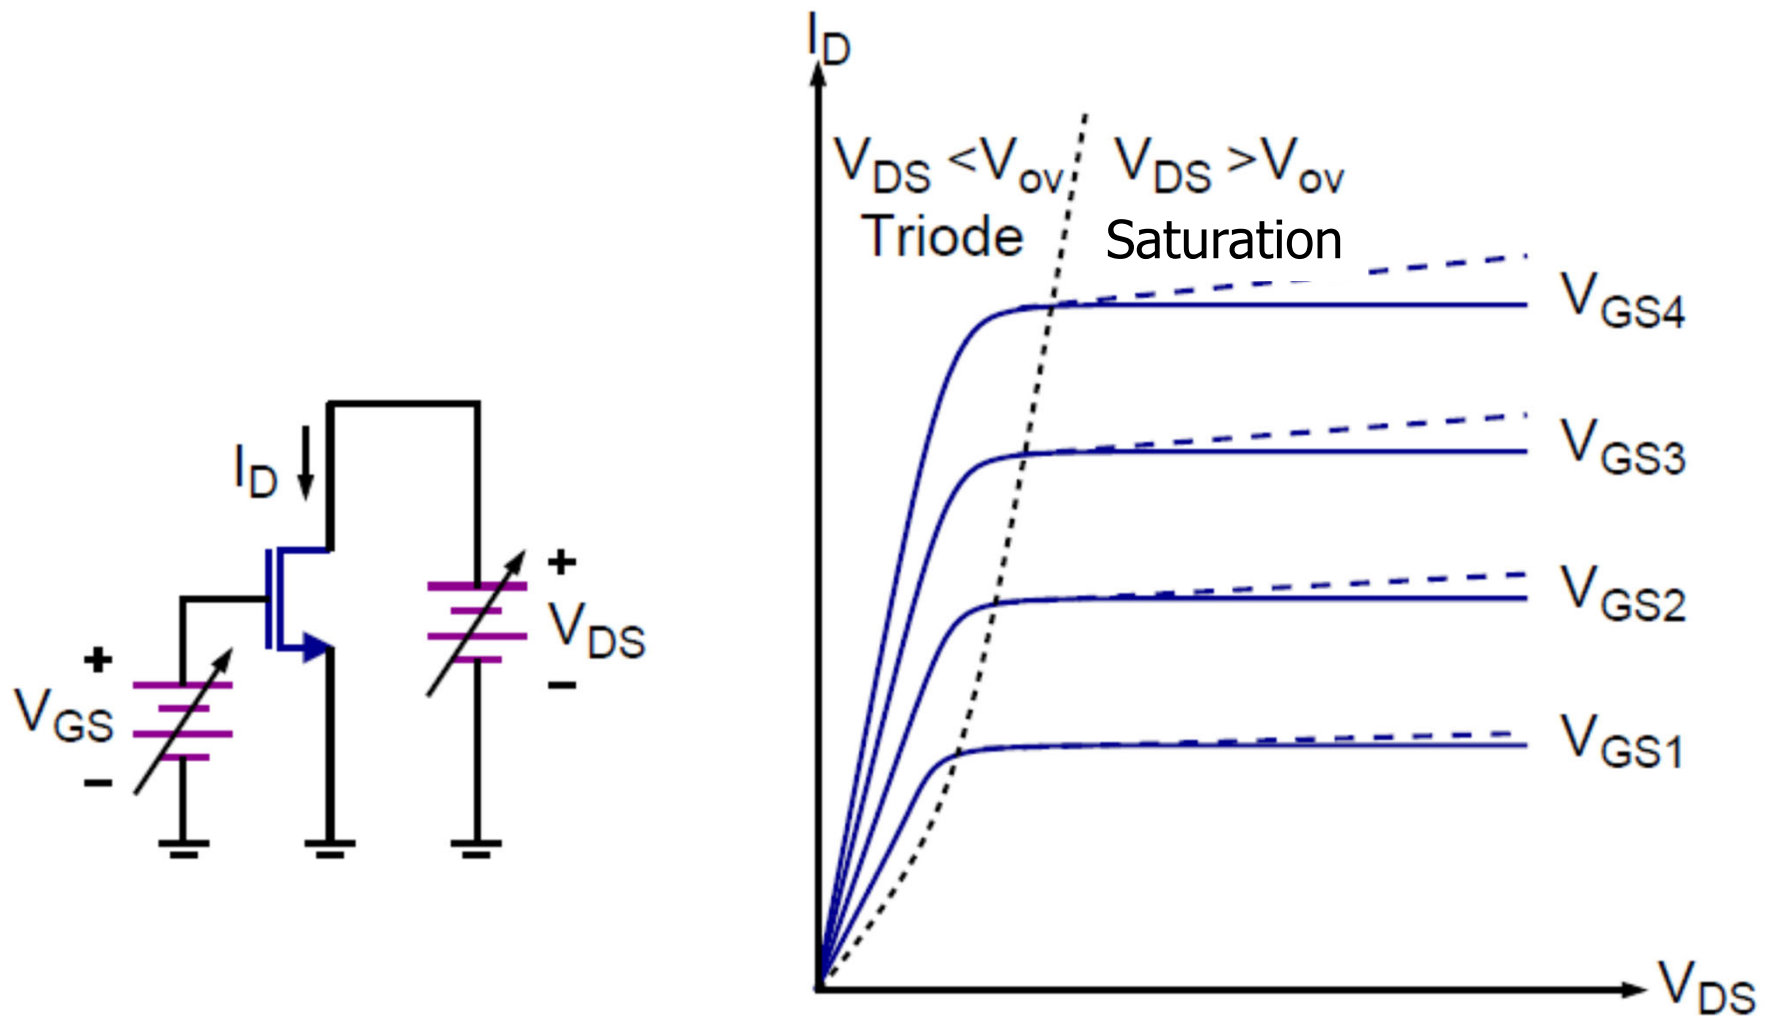 I_D
+
V_GS
−
I_D
+
V_DS
−
V_DS <V_ov
Triode
V_DS >V_ov
Saturation
V_GS4
V_GS3
V_GS2
V_GS1
V_DS